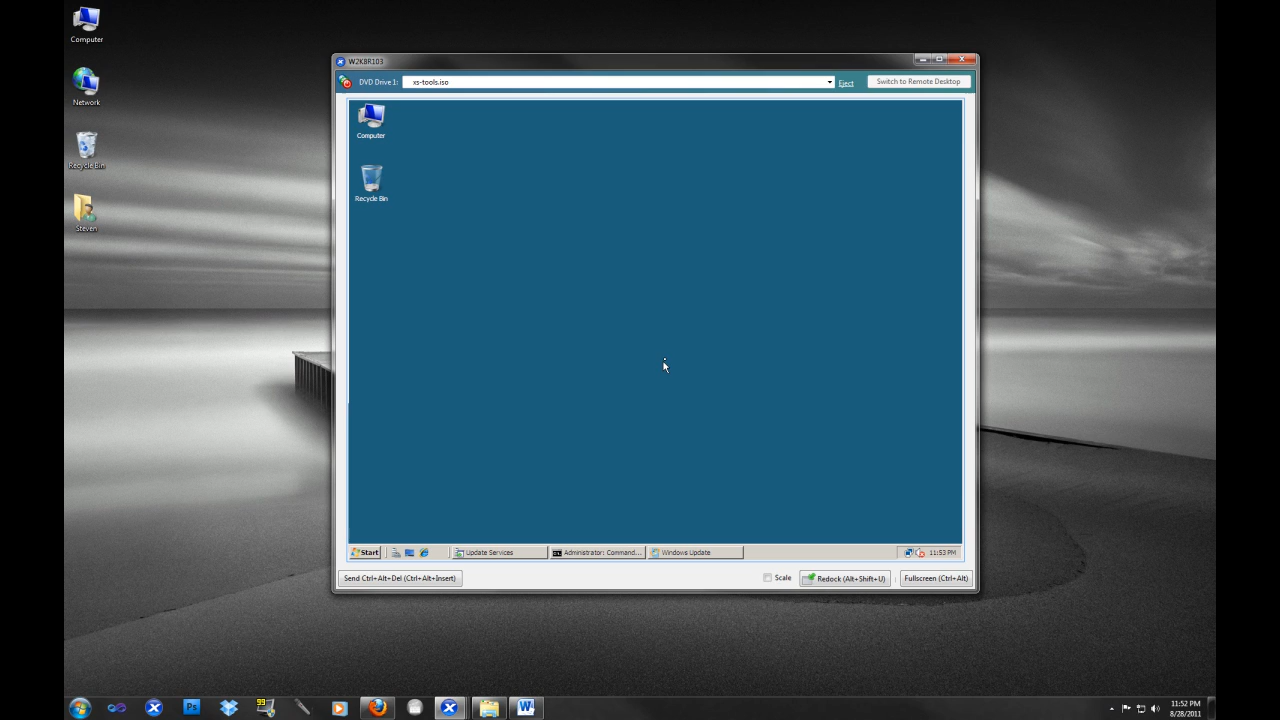 Computer
Network
Recycle Bin
Steven
W2K8R103
DVD Drive 1: xs-tools.iso Eject Switch to Remote Desktop
Computer
Recycle Bin
Start Update Services Administrator: Command... Windows Update 11:53 PM
Send Ctrl+Alt+Del (Ctrl+Alt+Insert) Scale Redock (Alt+Shift+U) Fullscreen (Ctrl+Alt)
Ps 99 W 11:52 PM
8/28/2011